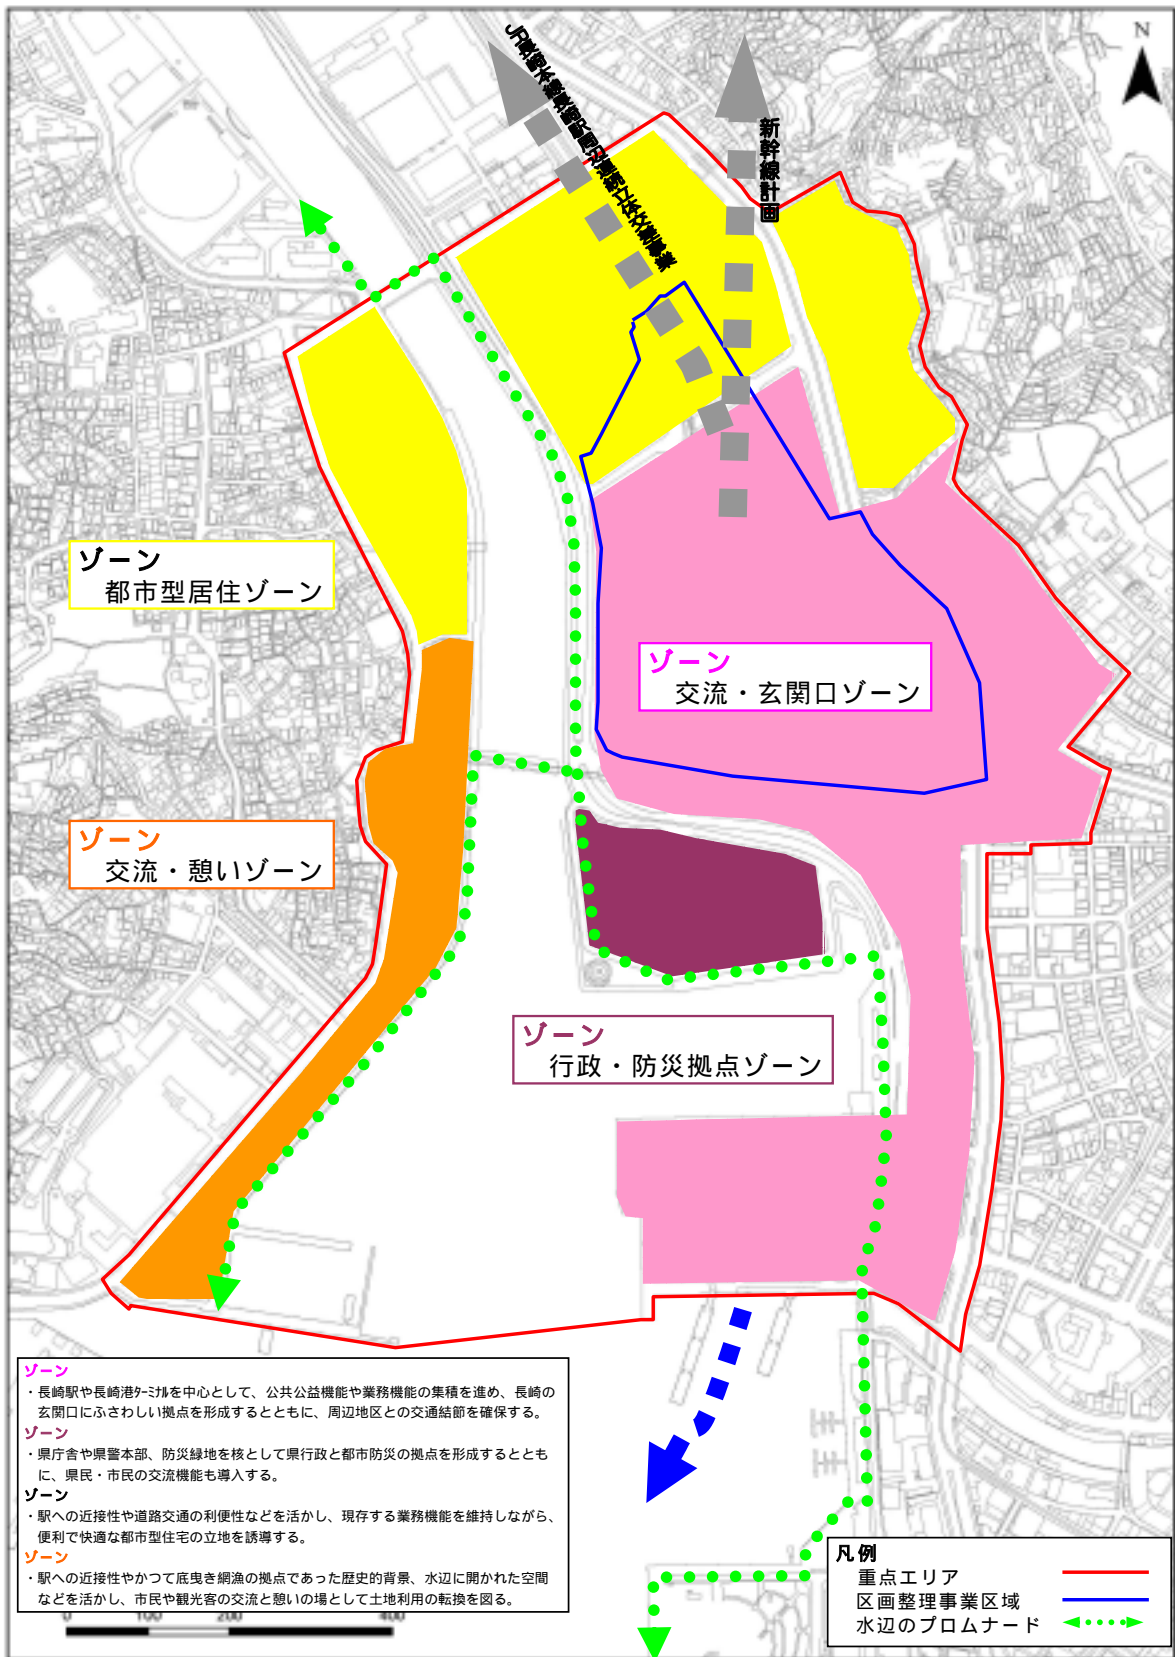 N
JR長崎本線長崎駅周辺連続立体交差事業
新幹線計画
ゾーン
都市型居住ゾーン
ゾーン
交流・玄関口ゾーン
ゾーン
交流・憩いゾーン
ゾーン
行政・防災拠点ゾーン
ゾーン
・長崎駅や長崎港ターミナルを中心として、公共公益機能や業務機能の集積を進め、長崎の
玄関口にふさわしい拠点を形成するとともに、周辺地区との交通結節を確保する。
ゾーン
・県庁舎や県警本部、防災緑地を核として県行政と都市防災の拠点を形成するととも
に、県民・市民の交流機能も導入する。
ゾーン
・駅への近接性や道路交通の利便性などを活かし、現存する業務機能を維持しながら、
便利で快適な都市型住宅の立地を誘導する。
ゾーン
・駅への近接性やかつて底曳き網漁の拠点であった歴史的背景、水辺に開かれた空間
などを活かし、市民や観光客の交流と憩いの場として土地利用の転換を図る。
0 100 200 400
凡例
重点エリア
区画整理事業区域
水辺のプロムナード